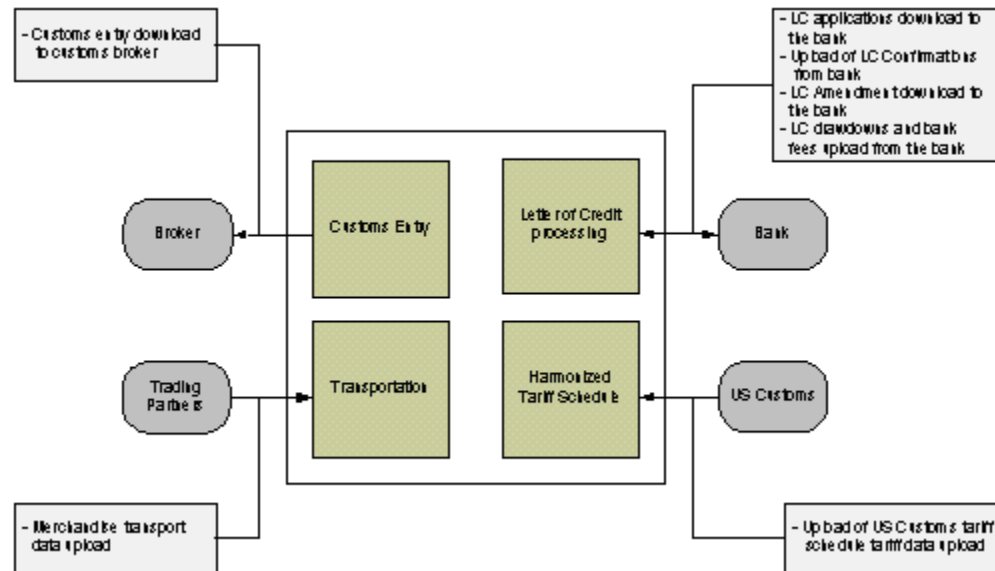 - Customs entry download
to customs broker
- LC applications download to
the bank
- Upload of LC Confirmations
from bank
- LC Amendment download to
the bank
- LC drawdowns and bank
fees upload from the bank
Broker
Customs Entry
Letter of Credit
processing
Bank
Trading
Partners
Transportation
Harmonized
Tariff Schedule
US Customs
- Merchandise transport
data upload
- Upload of US Customs tariff
schedule tariff data upload